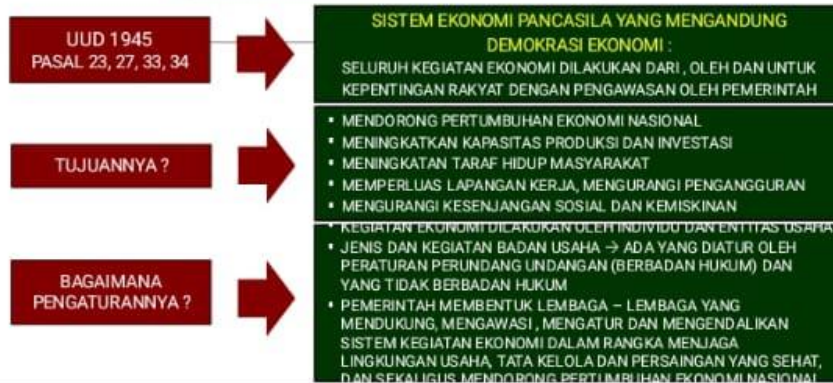 UUD 1945
PASAL 23, 27, 33, 34
SISTEM EKONOMI PANCASILA YANG MENGANDUNG
DEMOKRASI EKONOMI :
SELURUH KEGIATAN EKONOMI DILAKUKAN DARI , OLEH DAN UNTUK
KEPENTINGAN RAKYAT DENGAN PENGAWASAN OLEH PEMERINTAH
TUJUANNYA ?
▪ MENDORONG PERTUMBUHAN EKONOMI NASIONAL
▪ MENINGKATKAN KAPASITAS PRODUKSI DAN INVESTASI
▪ MENINGKATAN TARAF HIDUP MASYARAKAT
▪ MEMPERLUAS LAPANGAN KERJA, MENGURANGI PENGANGGURAN
▪ MENGURANGI KESENJANGAN SOSIAL DAN KEMISKINAN
BAGAIMANA
PENGATURANNYA ?
▪ KEGIATAN EKONOMI DILAKUKAN OLEH INDIVIDU DAN ENTITAS USAHA
▪ JENIS DAN KEGIATAN BADAN USAHA → ADA YANG DIATUR OLEH
PERATURAN PERUNDANG UNDANGAN (BERBADAN HUKUM) DAN
YANG TIDAK BERBADAN HUKUM
▪ PEMERINTAH MEMBENTUK LEMBAGA – LEMBAGA YANG
MENDUKUNG, MENGAWASI , MENGATUR DAN MENGENDALIKAN
SISTEM KEGIATAN EKONOMI DALAM RANGKA MENJAGA
LINGKUNGAN USAHA, TATA KELOLA DAN PERSAINGAN YANG SEHAT,
DAN SEKALIGUS MENDORONG PERTUMBUHAN EKONOMI NASIONAL